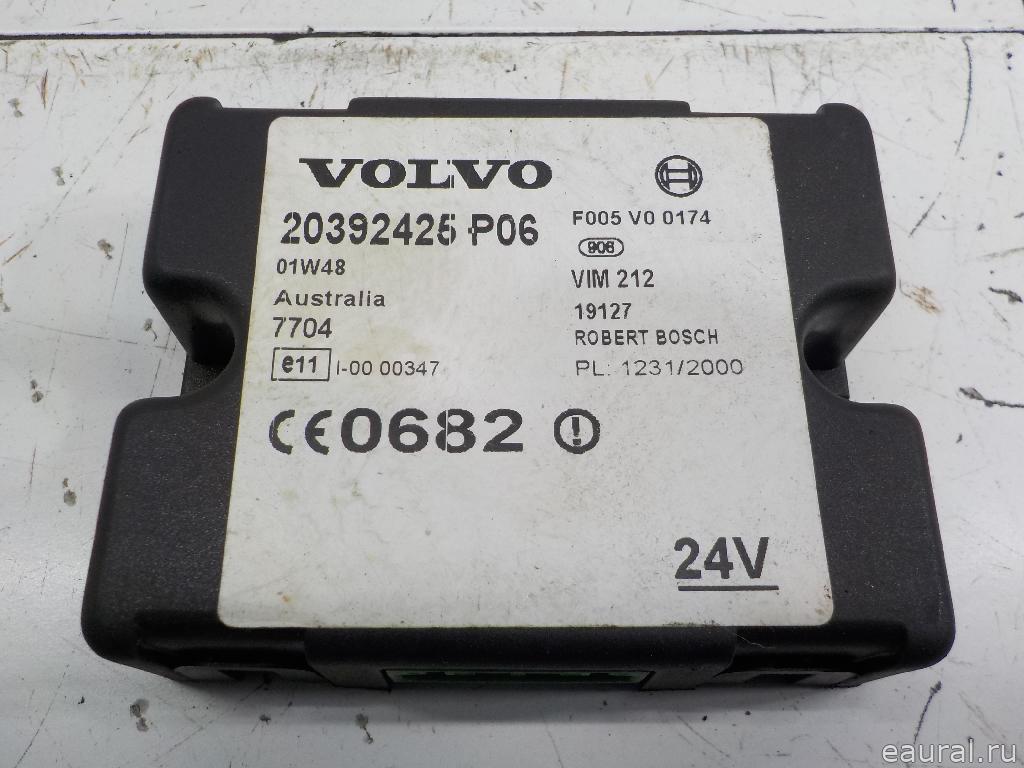 VOLVO
20392425 P06
01W48
Australia
7704
e11 I-00 00347
F005 V0 0174
906
VIM 212
19127
ROBERT BOSCH
PL: 1231/2000
CE0682
24V
eaural.ru